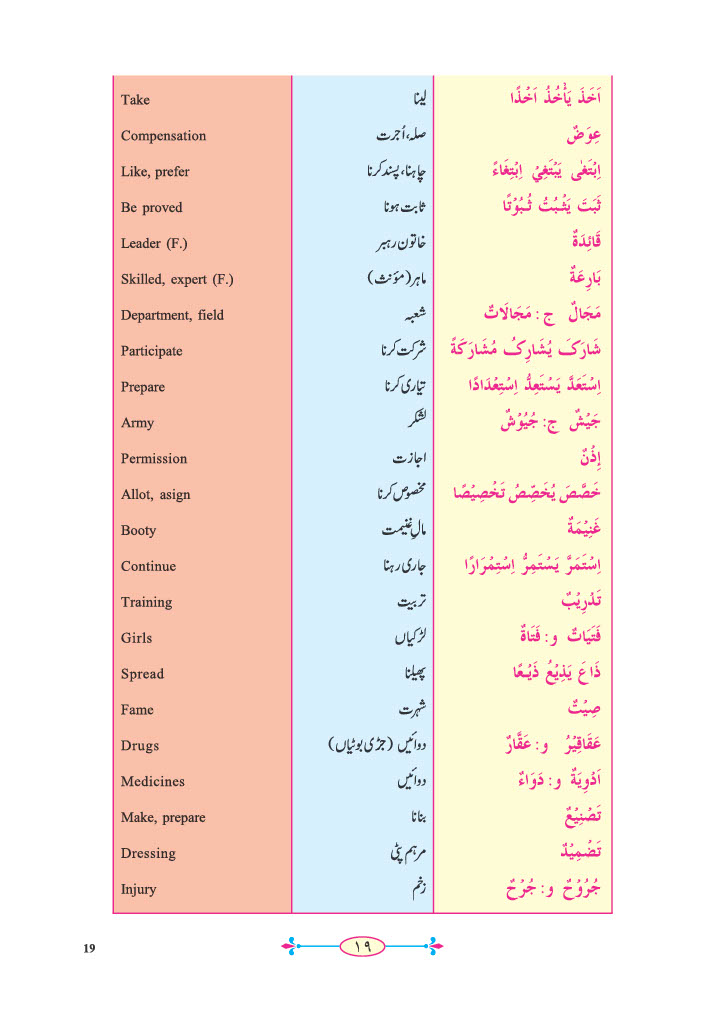 Take لینا اَخَذَ يَأْخُذُ اَخْذًا
Compensation صلہ، اُجرت عِوَضٌ
Like, prefer چاہنا، پسند کرنا اِبْتَغٰى يَبْتَغِيْ اِبْتِغَاءً
Be proved ثابت ہونا ثَبَتَ يَثْبُتُ ثُبُوْتًا
Leader (F.) خاتون رہبر قَائِدَةٌ
Skilled, expert (F.) ماہر (مؤنث) بَارِعَةٌ
Department, field شعبہ مَجَالٌ ج : مَجَالَاتٌ
Participate شرکت کرنا شَارَكَ يُشَارِكُ مُشَارَكَةً
Prepare تیاری کرنا اِسْتَعَدَّ يَسْتَعِدُّ اِسْتِعْدَادًا
Army لشکر جَيْشٌ ج: جُيُوْشٌ
Permission اجازت إِذْنٌ
Allot, asign مخصوص کرنا خَصَّصَ يُخَصِّصُ تَخْصِيْصًا
Booty مالِ غنیمت غَنِيْمَةٌ
Continue جاری رہنا اِسْتَمَرَّ يَسْتَمِرُّ اِسْتِمْرَارًا
Training تربیت تَدْرِيْبٌ
Girls لڑکیاں فَتَيَاتٌ و: فَتَاةٌ
Spread پھیلنا ذَاعَ يَذِيْعُ ذَيْعًا
Fame شہرت صِيْتٌ
Drugs دوائیں (جڑی بوٹیاں) عَقَاقِيْرُ و: عَقَّارٌ
Medicines دوائیں اَدْوِيَةٌ و: دَوَاءٌ
Make, prepare بنانا تَصْنِيْعٌ
Dressing مرہم پٹی تَضْمِيْدٌ
Injury زخم جُرُوْحٌ و: جُرْحٌ
19 ١٩